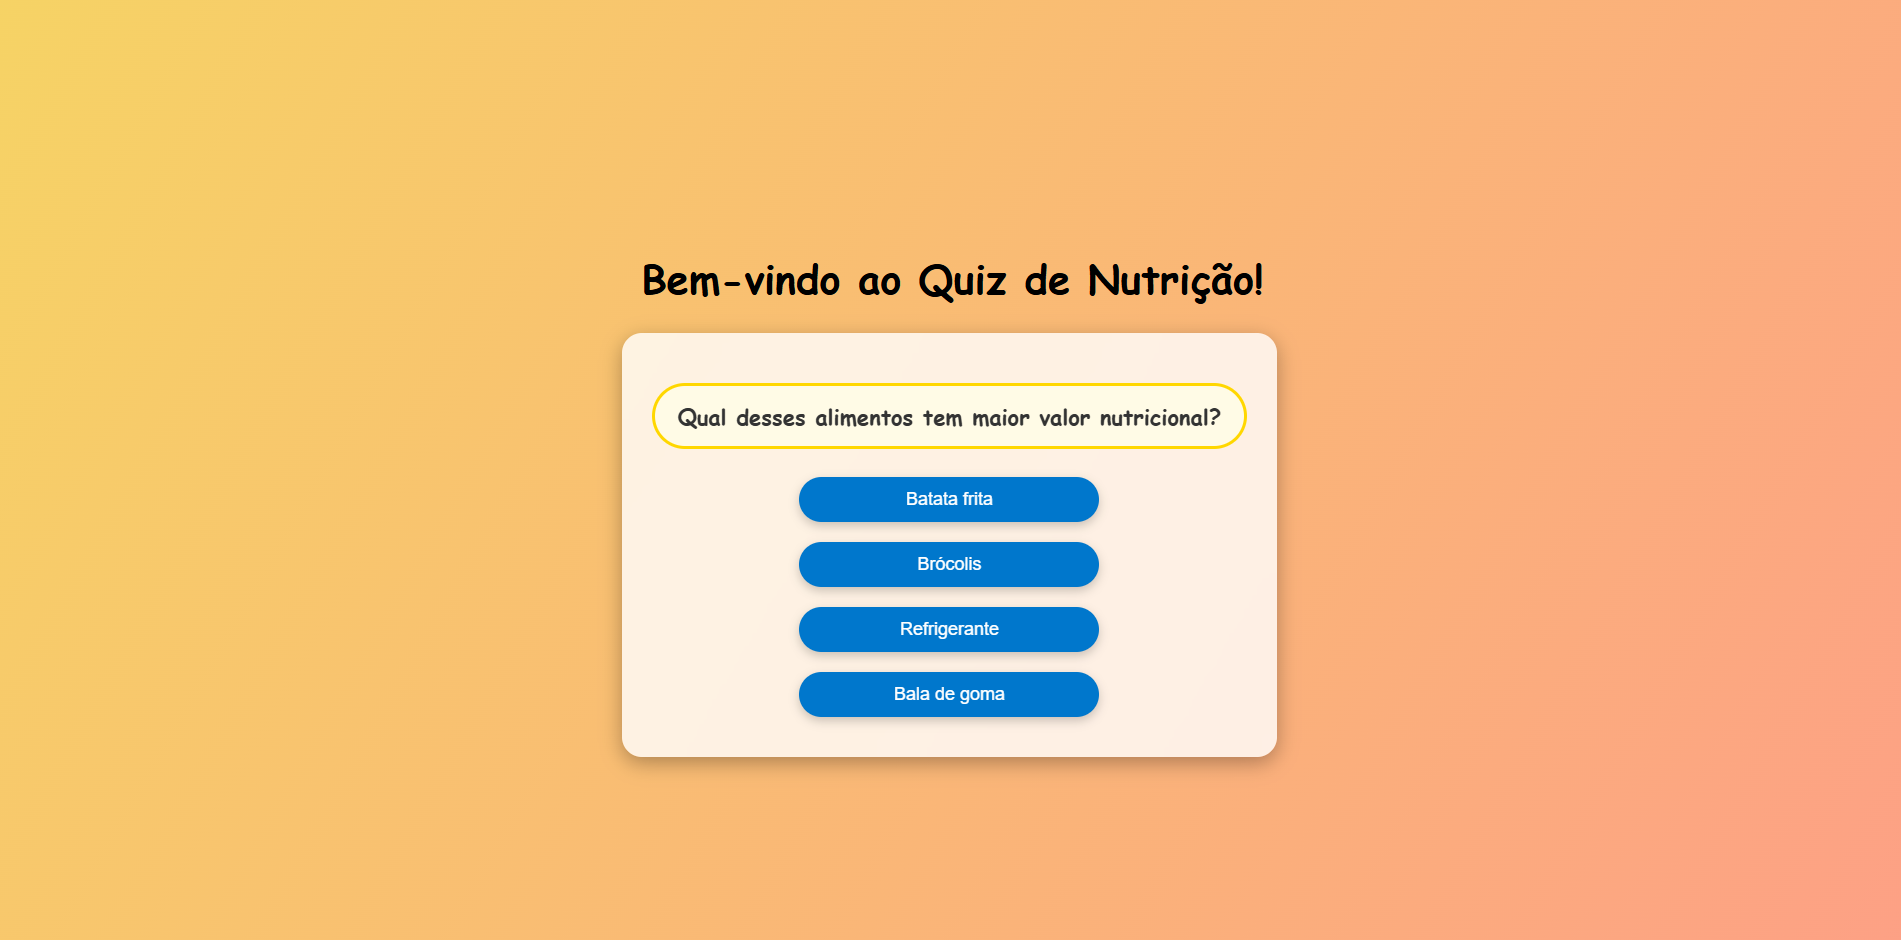 Bem-vindo ao Quiz de Nutrição!
Qual desses alimentos tem maior valor nutricional?
Batata frita
Brócolis
Refrigerante
Bala de goma